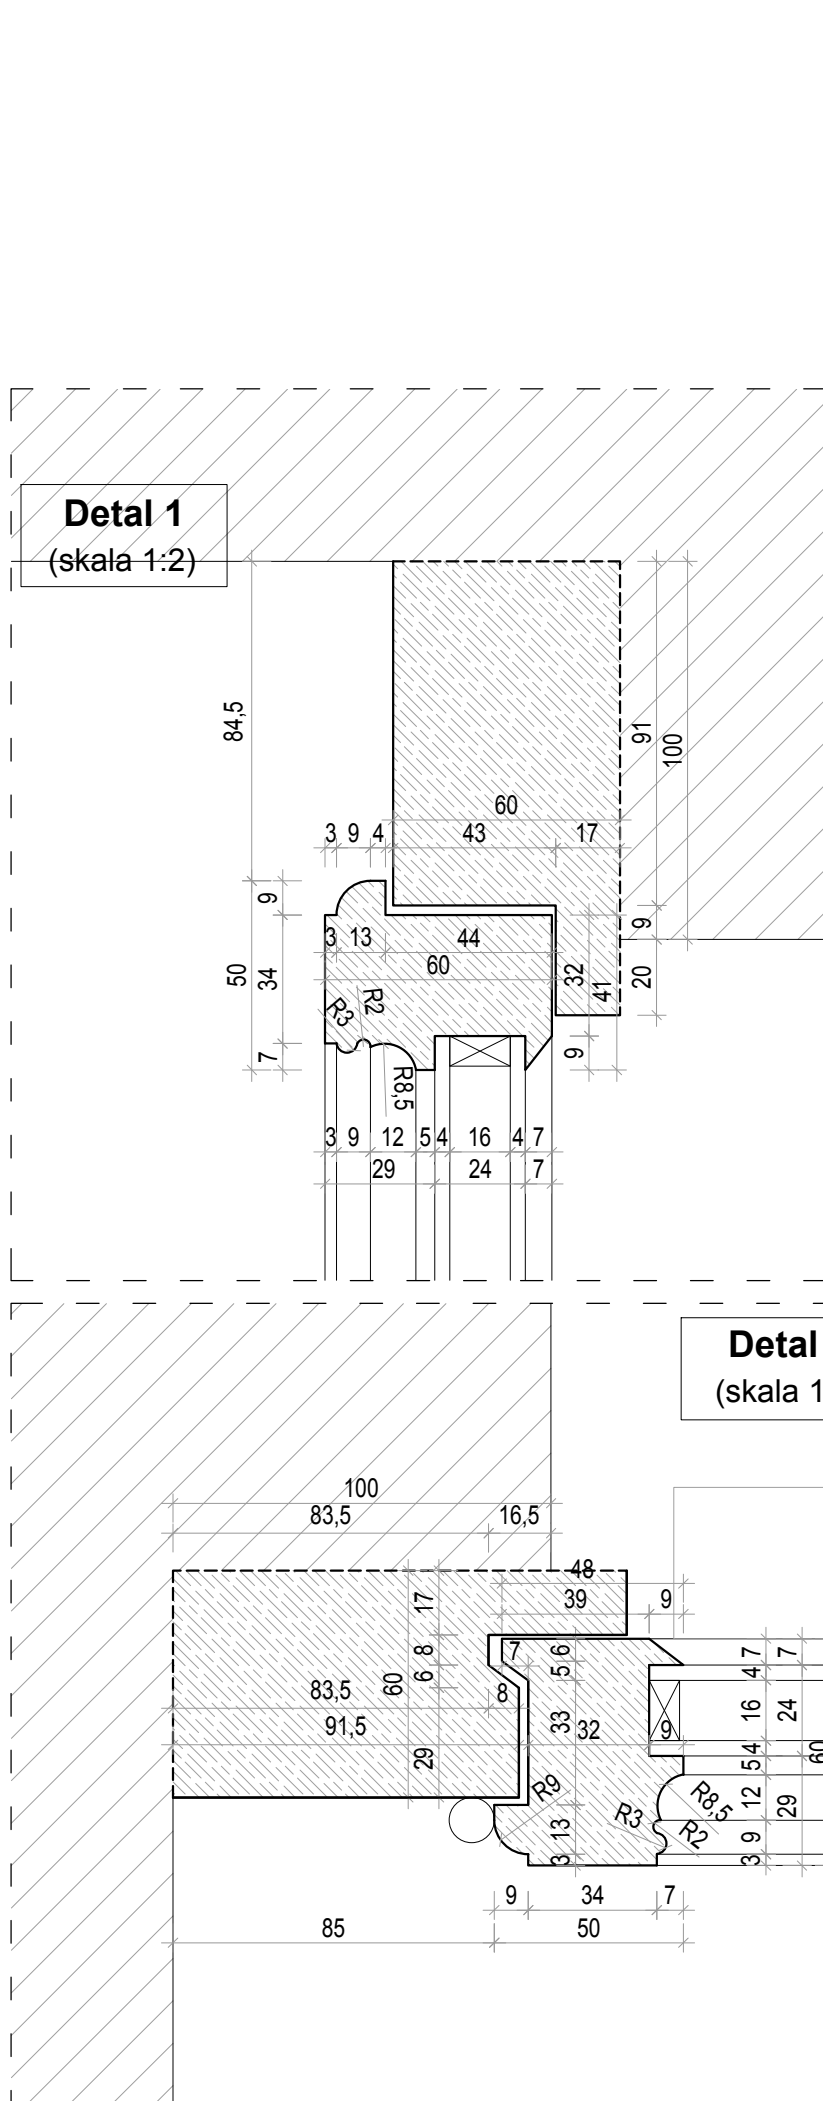 Detal 1
(skala 1:2)
84,5
91
100
60
3 9 4 43 17
9
3 13 44
60
50
34
32
41
9
20
R3
R2
7
9
R8,5
3 9 12 5 4 16 4 7
29 24 7
Detal
(skala 1
100
83,5 16,5
48
39 9
17
8
6
60
29
7
6
5
83,5
8
91,5
33
32
9
7
4
16
4
5
12
9
3
7
24
29
60
R9
R8,5
R3
R2
13
3
9 34 7
85 50